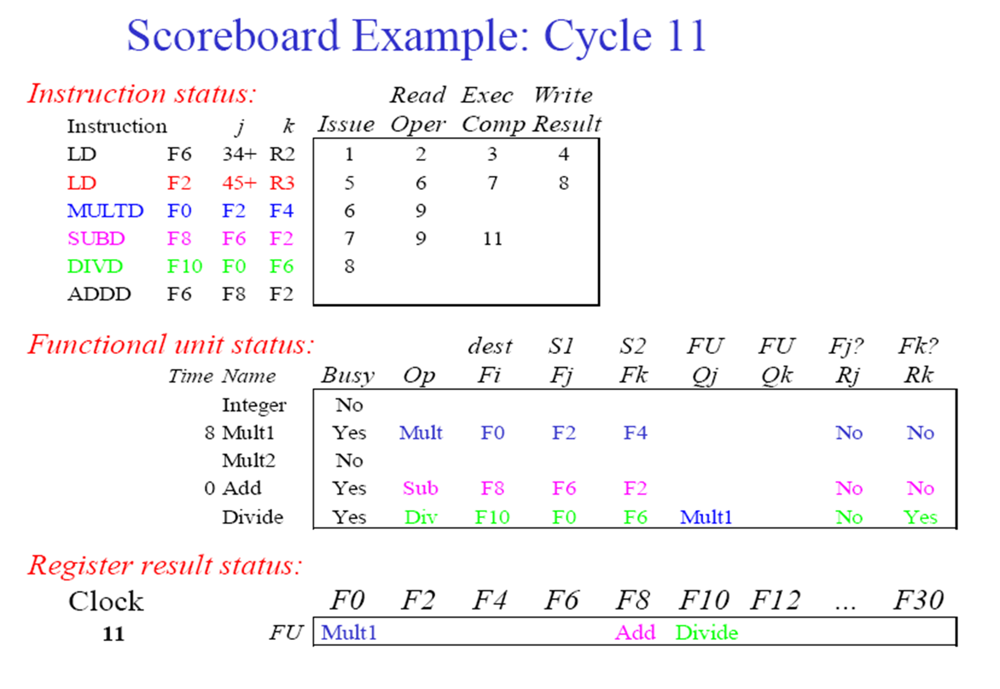 Scoreboard Example: Cycle 11
Instruction status: Read Exec Write
Instruction j k Issue Oper Comp Result
LD F6 34+ R2 1 2 3 4
LD F2 45+ R3 5 6 7 8
MULTD F0 F2 F4 6 9
SUBD F8 F6 F2 7 9 11
DIVD F10 F0 F6 8
ADDD F6 F8 F2
Functional unit status: dest S1 S2 FU FU Fj? Fk?
Time Name Busy Op Fi Fj Fk Qj Qk Rj Rk
Integer No
8 Mult1 Yes Mult F0 F2 F4 No No
Mult2 No
0 Add Yes Sub F8 F6 F2 No No
Divide Yes Div F10 F0 F6 Mult1 No Yes
Register result status:
Clock F0 F2 F4 F6 F8 F10 F12 ... F30
11 FU Mult1 Add Divide